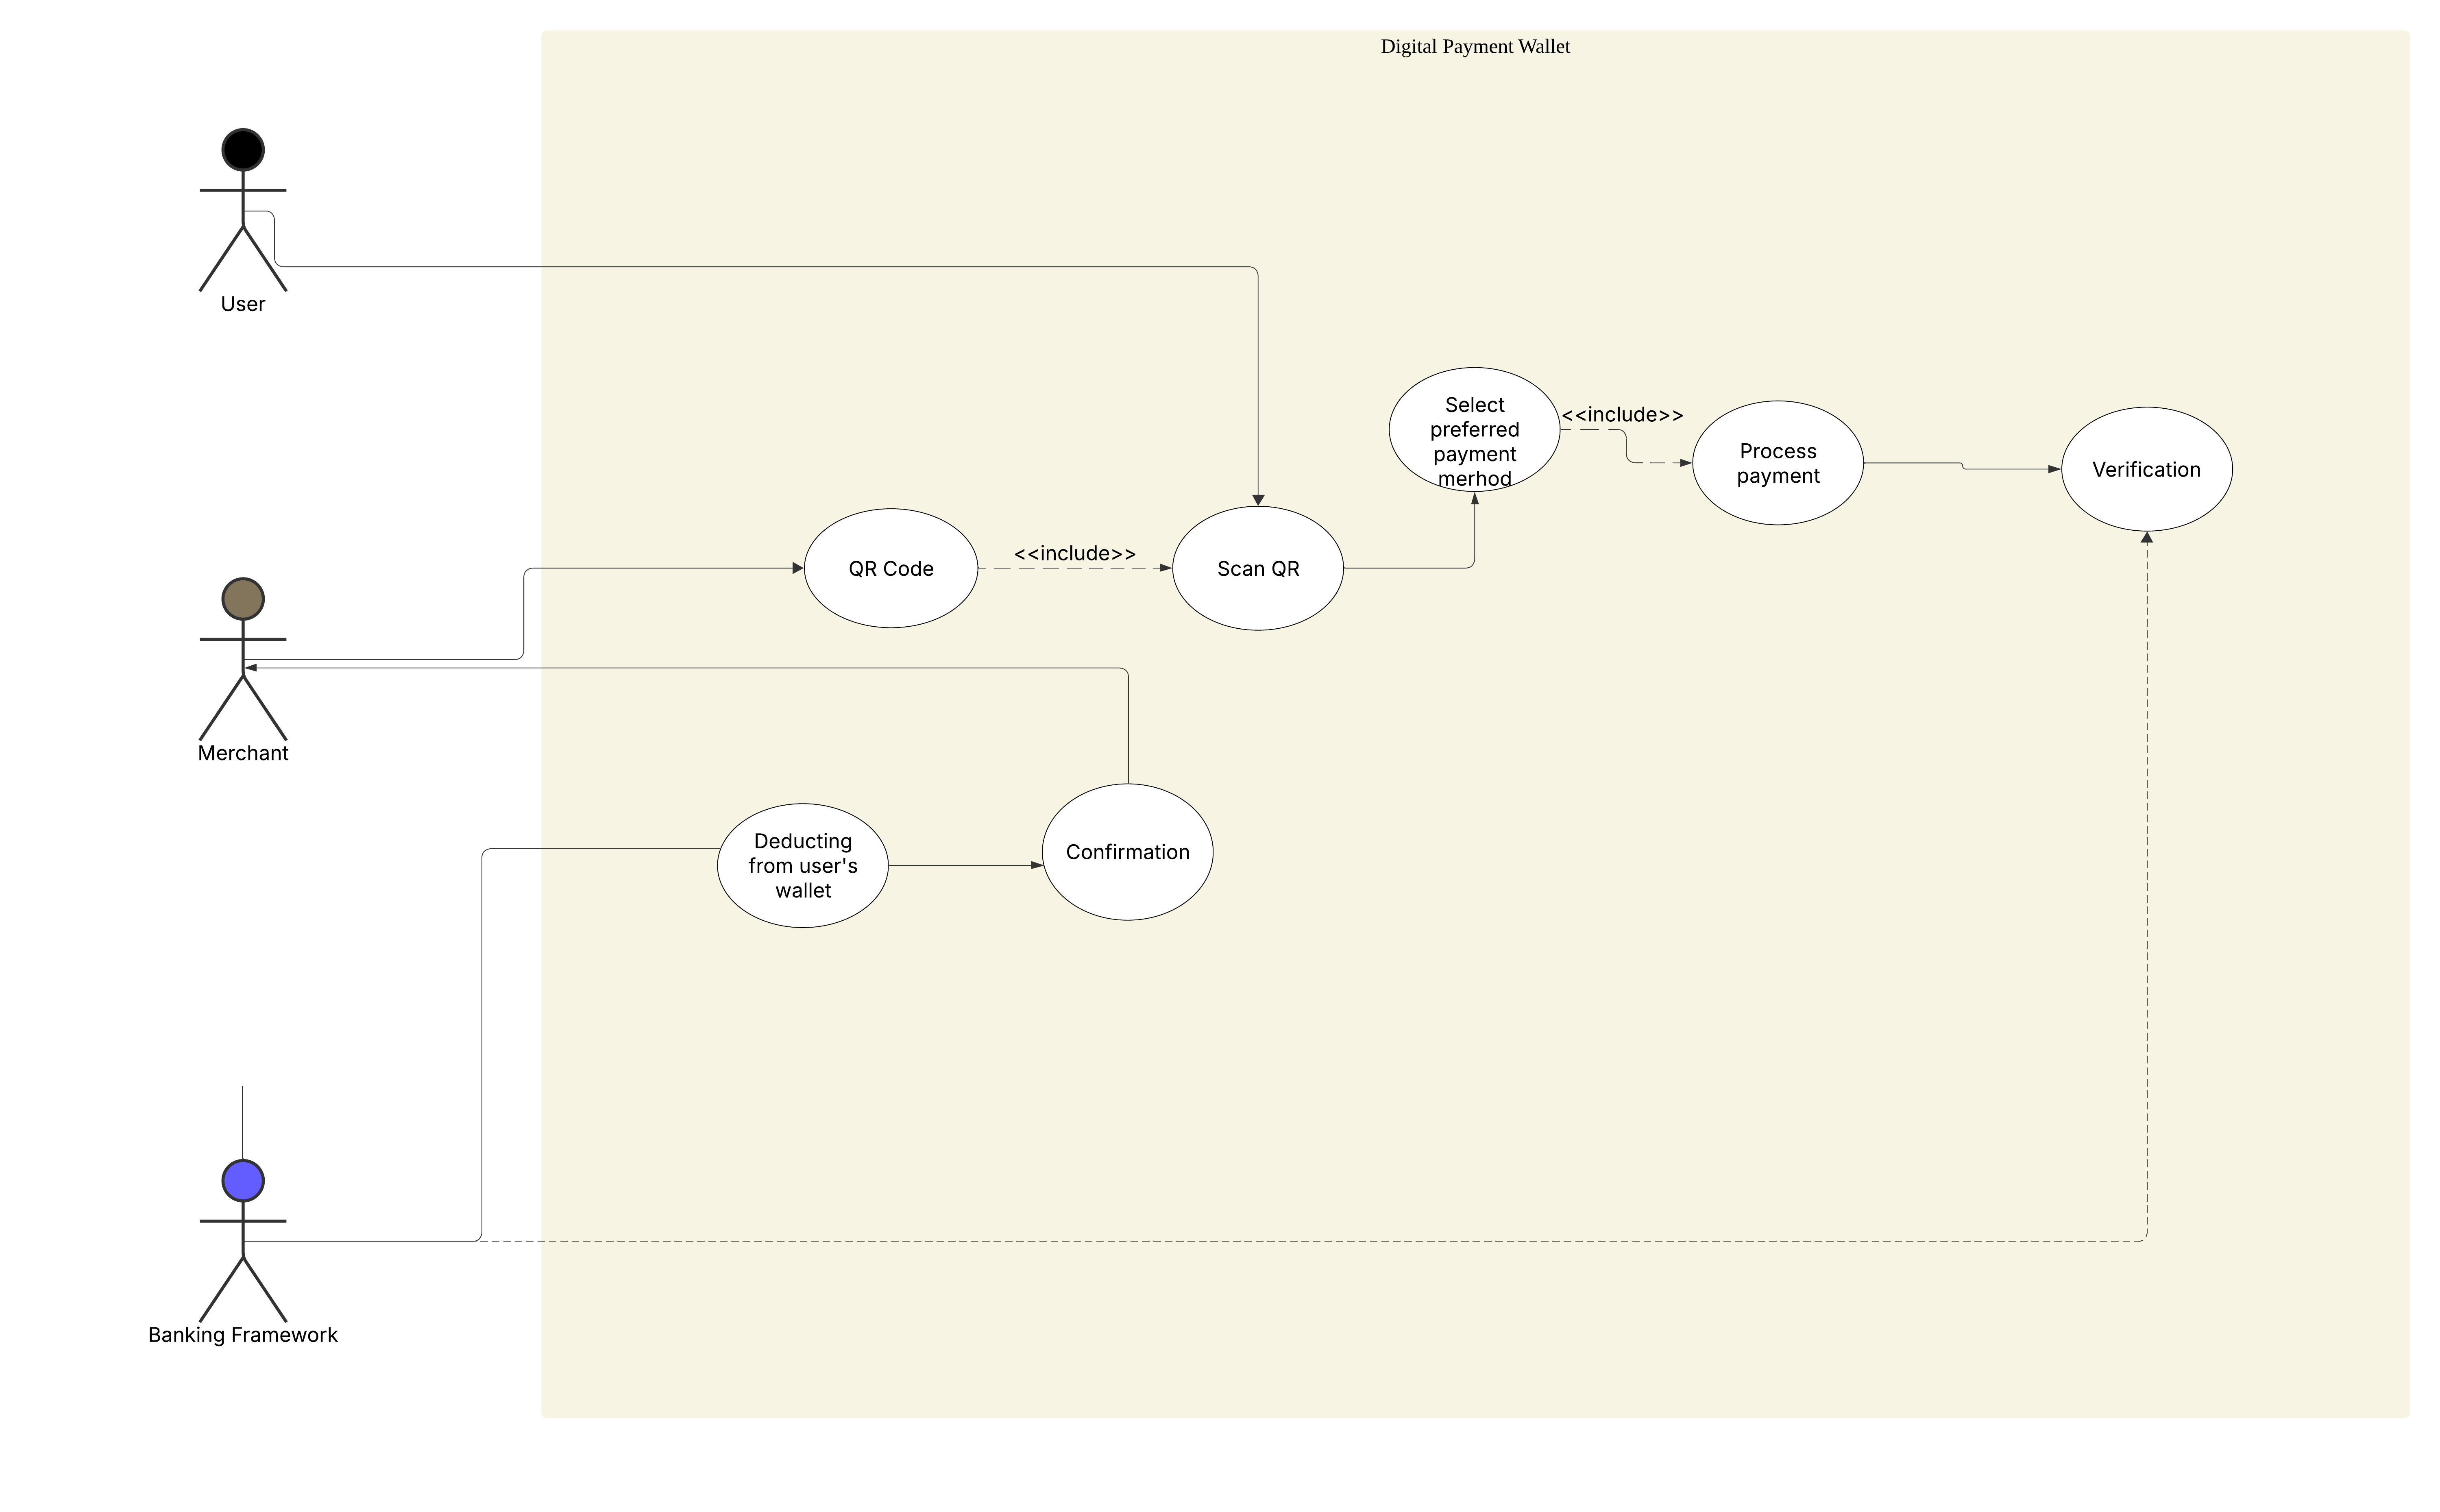 Digital Payment Wallet
User
Select
preferred
payment
merhod
<<include>>
Process
payment
Verification
QR Code
<<include>>
Scan QR
Merchant
Deducting
from user's
wallet
Confirmation
Banking Framework